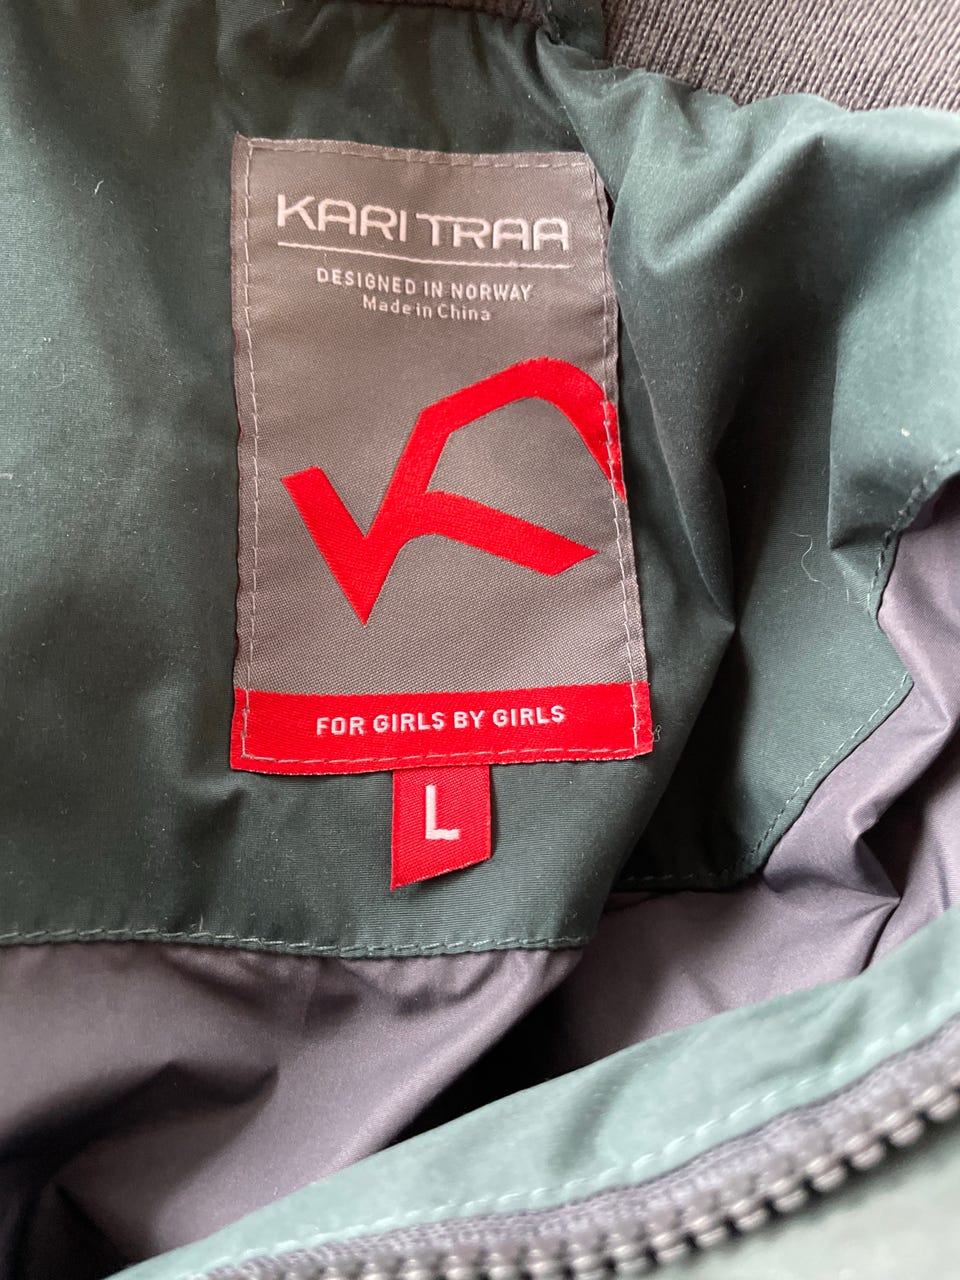 KARI TRAA
DESIGNED IN NORWAY
Made in China
FOR GIRLS BY GIRLS
L